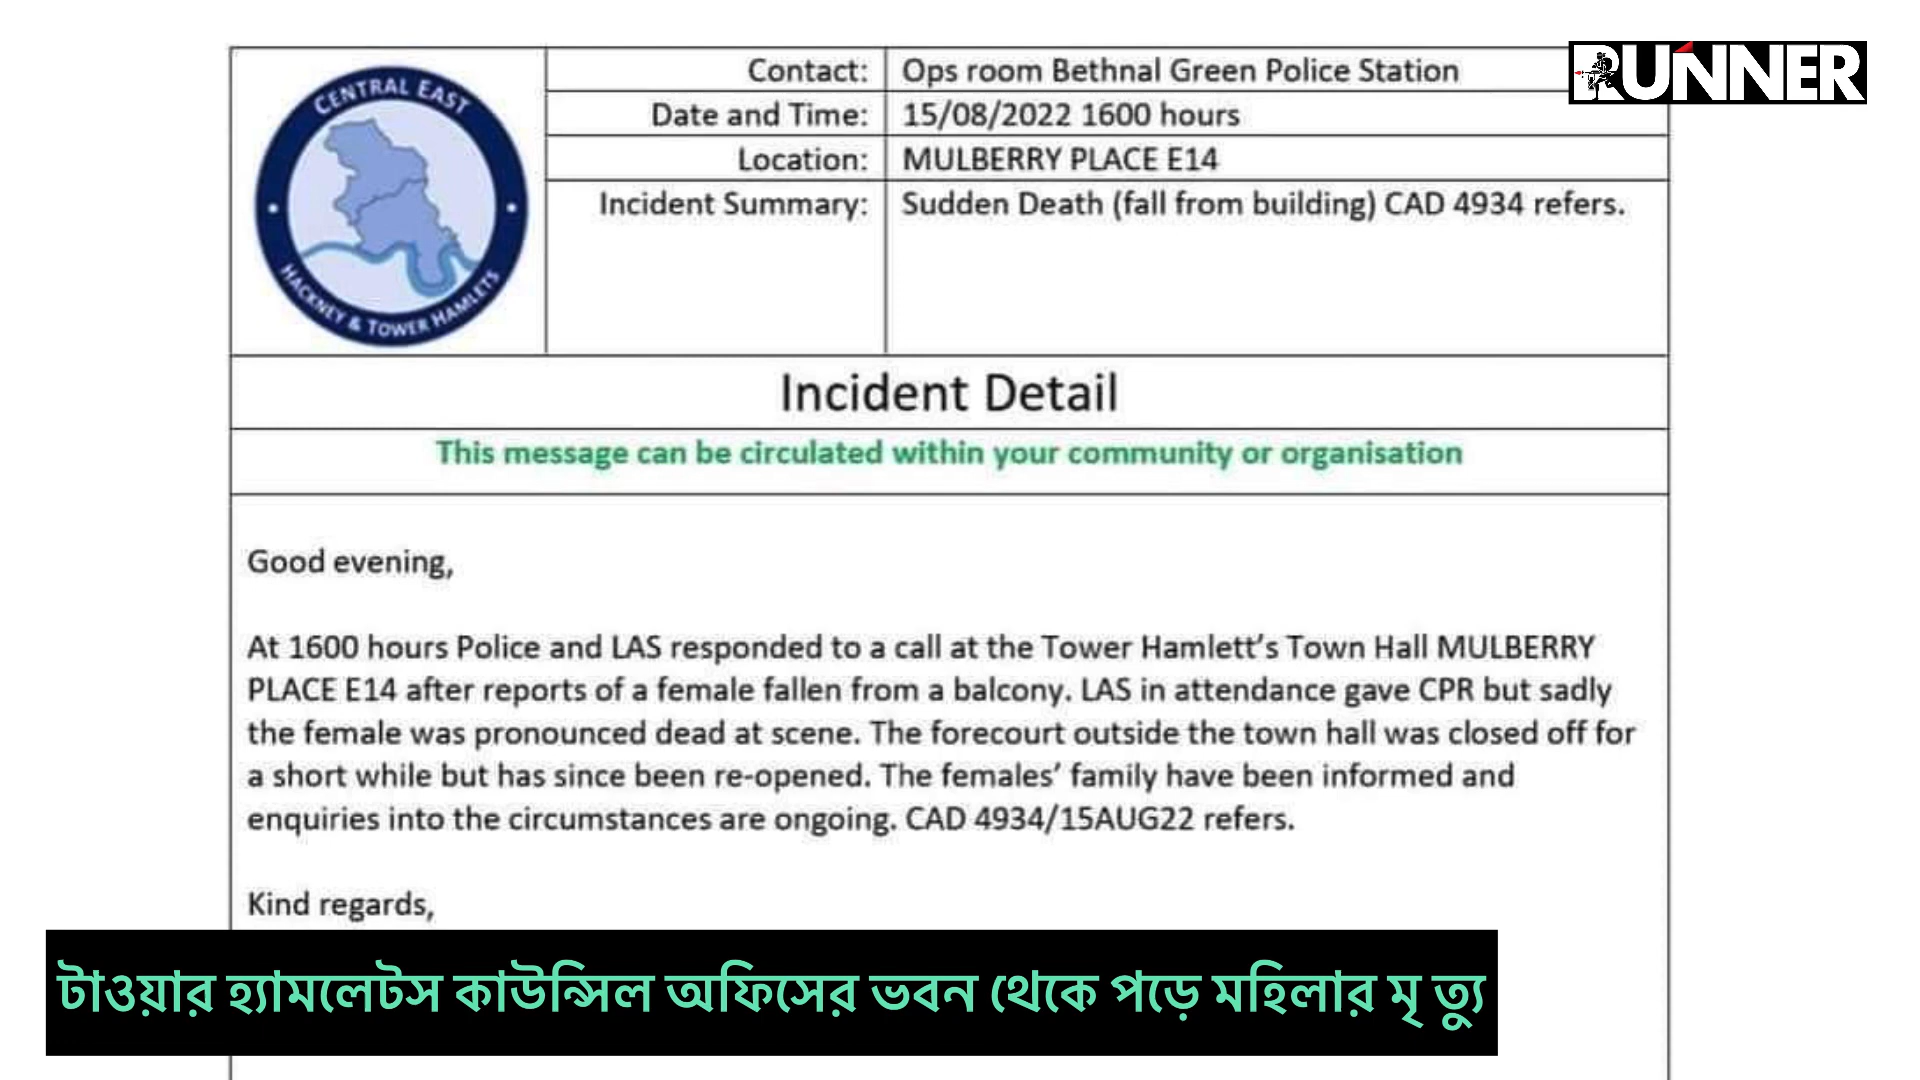 CENTRAL EAST
HACKNEY & TOWER HAMLETS
Contact: Ops room Bethnal Green Police Station
RUNNER
Date and Time: 15/08/2022 1600 hours
Location: MULBERRY PLACE E14
Incident Summary: Sudden Death (fall from building) CAD 4934 refers.
Incident Detail
This message can be circulated within your community or organisation
Good evening,
At 1600 hours Police and LAS responded to a call at the Tower Hamlett’s Town Hall MULBERRY
PLACE E14 after reports of a female fallen from a balcony. LAS in attendance gave CPR but sadly
the female was pronounced dead at scene. The forecourt outside the town hall was closed off for
a short while but has since been re-opened. The females’ family have been informed and
enquiries into the circumstances are ongoing. CAD 4934/15AUG22 refers.
Kind regards,
টাওয়ার হ্যামলেটস কাউন্সিল অফিসের ভবন থেকে পড়ে মহিলার মৃ ত্যু